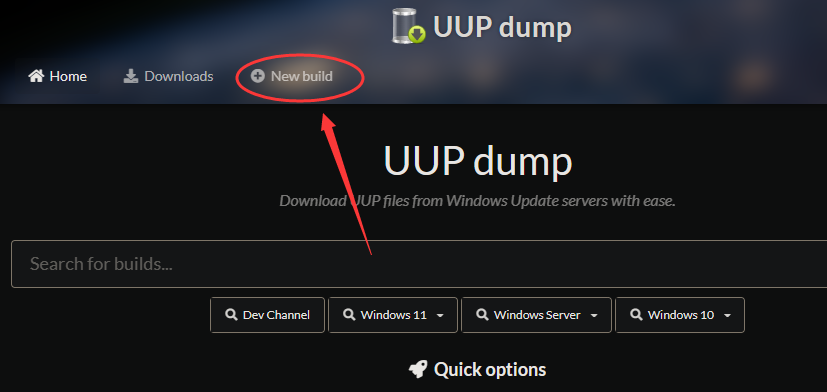 UUP dump
Home Downloads New build
UUP dump
Download UUP files from Windows Update servers with ease.
Search for builds...
Dev Channel Windows 11 Windows Server Windows 10
Quick options